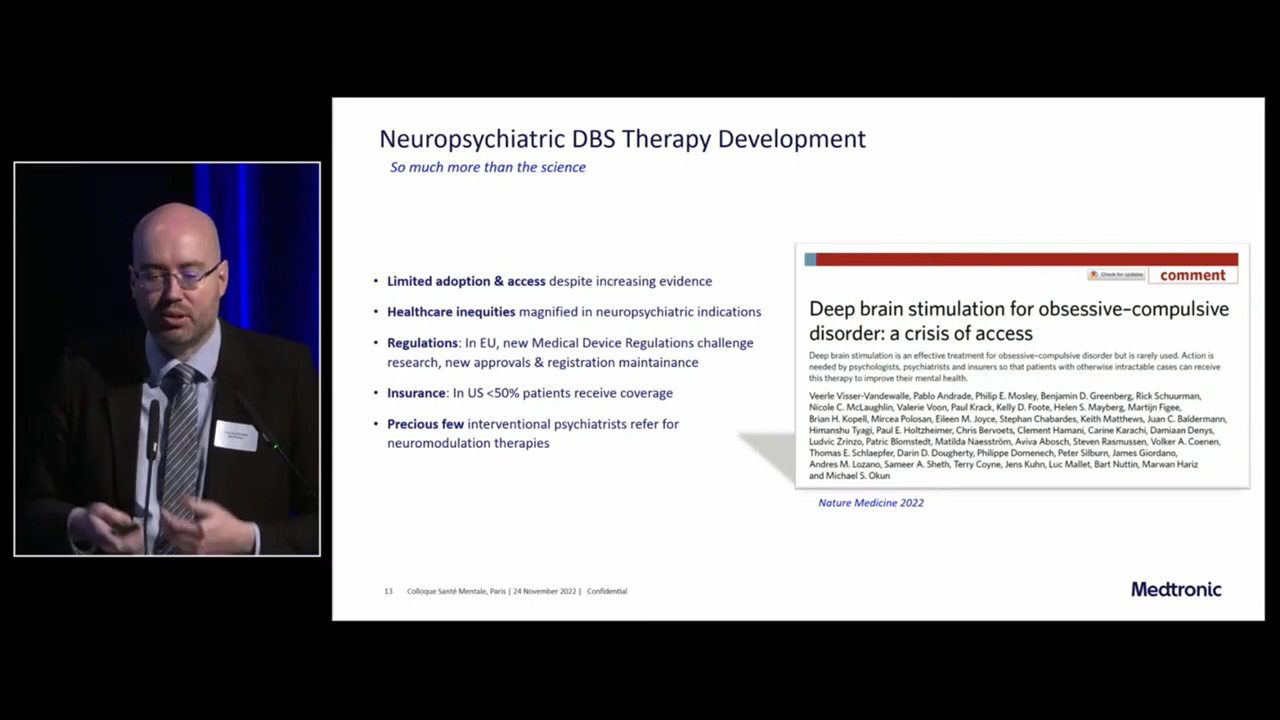 Neuropsychiatric DBS Therapy Development
So much more than the science
• Limited adoption & access despite increasing evidence
• Healthcare inequities magnified in neuropsychiatric indications
• Regulations: In EU, new Medical Device Regulations challenge
research, new approvals & registration maintainance
• Insurance: In US <50% patients receive coverage
• Precious few interventional psychiatrists refer for
neuromodulation therapies
Check for updates
comment
Deep brain stimulation for obsessive–compulsive
disorder: a crisis of access
Deep brain stimulation is an effective treatment for obsessive–compulsive disorder but is rarely used. Action is
needed by psychologists, psychiatrists and insurers so that patients with otherwise intractable cases can receive
this therapy to improve their mental health.
Veerle Visser-Vandewalle, Pablo Andrade, Philip E. Mosley, Benjamin D. Greenberg, Rick Schuurman,
Nicole C. McLaughlin, Valerie Voon, Paul Krack, Kelly D. Foote, Helen S. Mayberg, Martijn Figee,
Brian H. Kopell, Mircea Polosan, Eileen M. Joyce, Stephan Chabardes, Keith Matthews, Juan C. Baldermann,
Himanshu Tyagi, Paul E. Holtzheimer, Chris Bervoets, Clement Hamani, Carine Karachi, Damiaan Denys,
Ludvic Zrinzo, Patric Blomstedt, Matilda Naesström, Aviva Abosch, Steven Rasmussen, Volker A. Coenen,
Thomas E. Schlaepfer, Darin D. Dougherty, Philippe Domenech, Peter Silburn, James Giordano,
Andres M. Lozano, Sameer A. Sheth, Terry Coyne, Jens Kuhn, Luc Mallet, Bart Nuttin, Marwan Hariz
and Michael S. Okun
Nature Medicine 2022
13 Colloque Santé Mentale, Paris | 24 November 2022 | Confidential
Medtronic